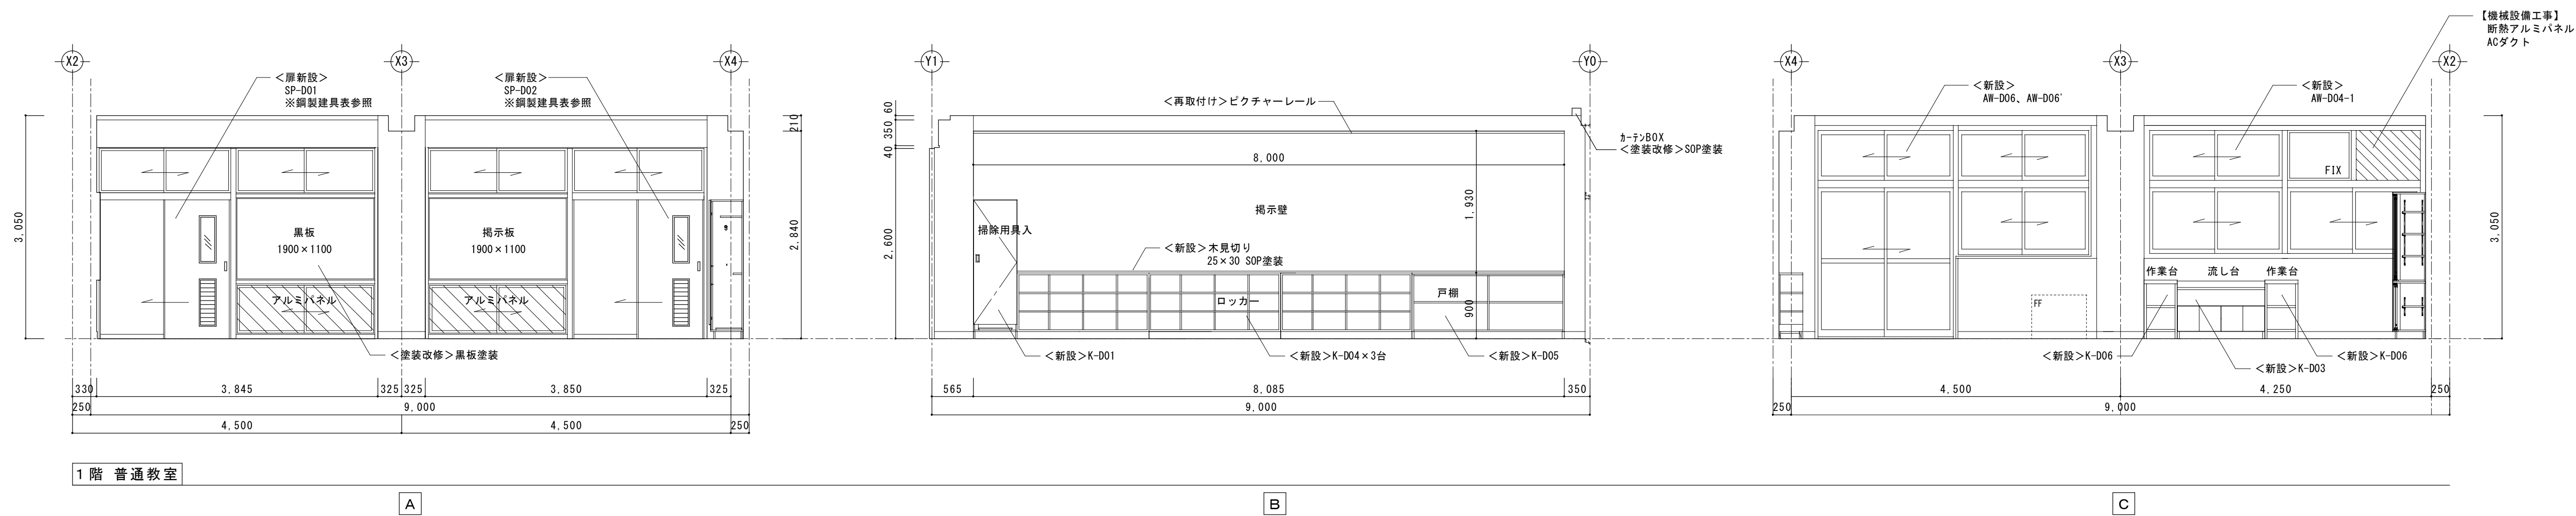 X2
X3
X4
＜扉新設＞
SP-D01
※鋼製建具表参照
＜扉新設＞
SP-D02
※鋼製建具表参照
3,050
210
2,840
黒板
1900×1100
掲示板
1900×1100
アルミパネル
アルミパネル
＜塗装改修＞黒板塗装
330
3,845
325
325
3,850
325
250
9,000
4,500
4,500
250
Y1
Y0
＜再取付け＞ピクチャーレール
60
350
40
2,600
8,000
1,930
900
カーテンBOX
＜塗装改修＞SOP塗装
掲示壁
掃除用具入
＜新設＞木見切り
25×30 SOP塗装
ロッカー
戸棚
＜新設＞K-D01
＜新設＞K-D04×3台
＜新設＞K-D05
565
8,085
350
9,000
X4
X3
X2
【機械設備工事】
断熱アルミパネル
ACダクト
＜新設＞
AW-D06、AW-D06'
＜新設＞
AW-D04-1
FIX
3,050
作業台
流し台
作業台
FF
＜新設＞K-D06
＜新設＞K-D03
＜新設＞K-D06
4,500
4,250
250
250
9,000
1階 普通教室
A
B
C